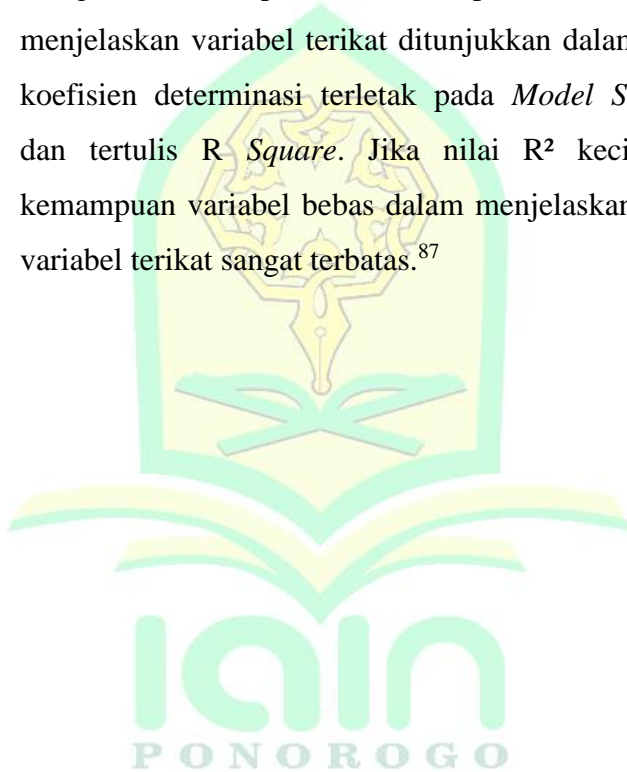 menjelaskan variabel terikat ditunjukkan dalam
koefisien determinasi terletak pada Model S
dan tertulis R Square. Jika nilai R² keci
kemampuan variabel bebas dalam menjelaskan
variabel terikat sangat terbatas.87
iain
PONOROGO